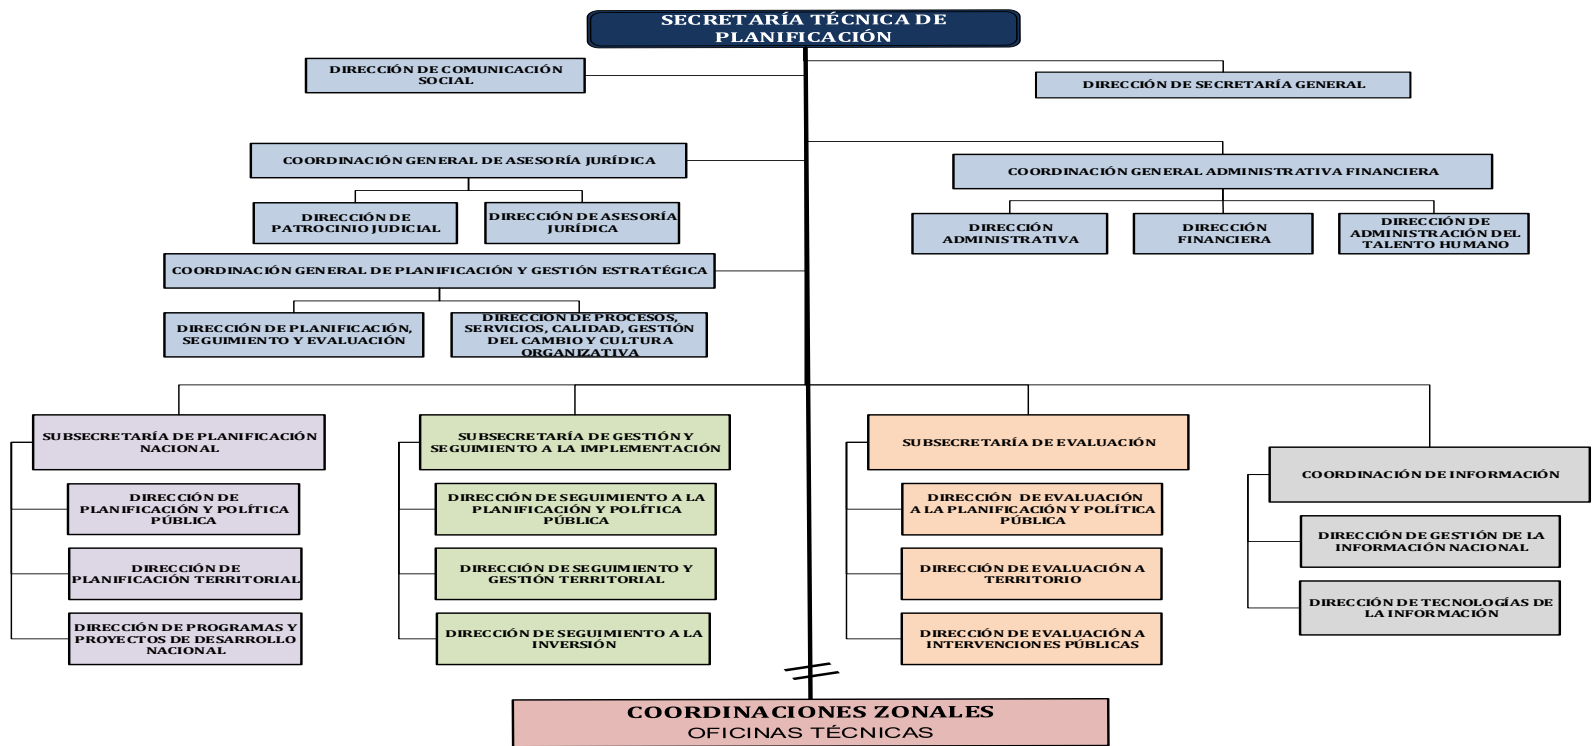 SECRETARÍA TÉCNICA DE
PLANIFICACIÓN
DIRECCIÓN DE COMUNICACIÓN
SOCIAL
DIRECCIÓN DE SECRETARÍA GENERAL
COORDINACIÓN GENERAL DE ASESORÍA JURÍDICA
COORDINACIÓN GENERAL ADMINISTRATIVA FINANCIERA
DIRECCIÓN DE
PATROCINIO JUDICIAL
DIRECCIÓN DE ASESORÍA
JURÍDICA
DIRECCIÓN
ADMINISTRATIVA
DIRECCIÓN
FINANCIERA
DIRECCIÓN DE
ADMINISTRACIÓN DEL
TALENTO HUMANO
COORDINACIÓN GENERAL DE PLANIFICACIÓN Y GESTIÓN ESTRATÉGICA
DIRECCIÓN DE PLANIFICACIÓN,
SEGUIMIENTO Y EVALUACIÓN
DIRECCIÓN DE PROCESOS,
SERVICIOS, CALIDAD, GESTIÓN
DEL CAMBIO Y CULTURA
ORGANIZATIVA
SUBSECRETARÍA DE PLANIFICACIÓN
NACIONAL
DIRECCIÓN DE
PLANIFICACIÓN Y POLÍTICA
PÚBLICA
DIRECCIÓN DE
PLANIFICACIÓN TERRITORIAL
DIRECCIÓN DE PROGRAMAS Y
PROYECTOS DE DESARROLLO
NACIONAL
SUBSECRETARÍA DE GESTIÓN Y
SEGUIMIENTO A LA IMPLEMENTACIÓN
DIRECCIÓN DE SEGUIMIENTO A LA
PLANIFICACIÓN Y POLÍTICA
PÚBLICA
DIRECCIÓN DE SEGUIMIENTO Y
GESTIÓN TERRITORIAL
DIRECCIÓN DE SEGUIMIENTO A LA
INVERSIÓN
SUBSECRETARÍA DE EVALUACIÓN
DIRECCIÓN DE EVALUACIÓN
A LA PLANIFICACIÓN Y POLÍTICA
PÚBLICA
DIRECCIÓN DE EVALUACIÓN A
TERRITORIO
DIRECCIÓN DE EVALUACIÓN A
INTERVENCIONES PÚBLICAS
COORDINACIÓN DE INFORMACIÓN
DIRECCIÓN DE GESTIÓN DE LA
INFORMACIÓN NACIONAL
DIRECCIÓN DE TECNOLOGÍAS DE
LA INFORMACIÓN
COORDINACIONES ZONALES
OFICINAS TÉCNICAS